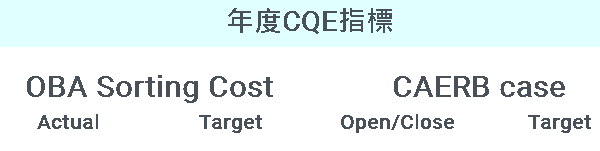 年度CQE指標
OBA Sorting Cost CAERB case
Actual Target Open/Close Target